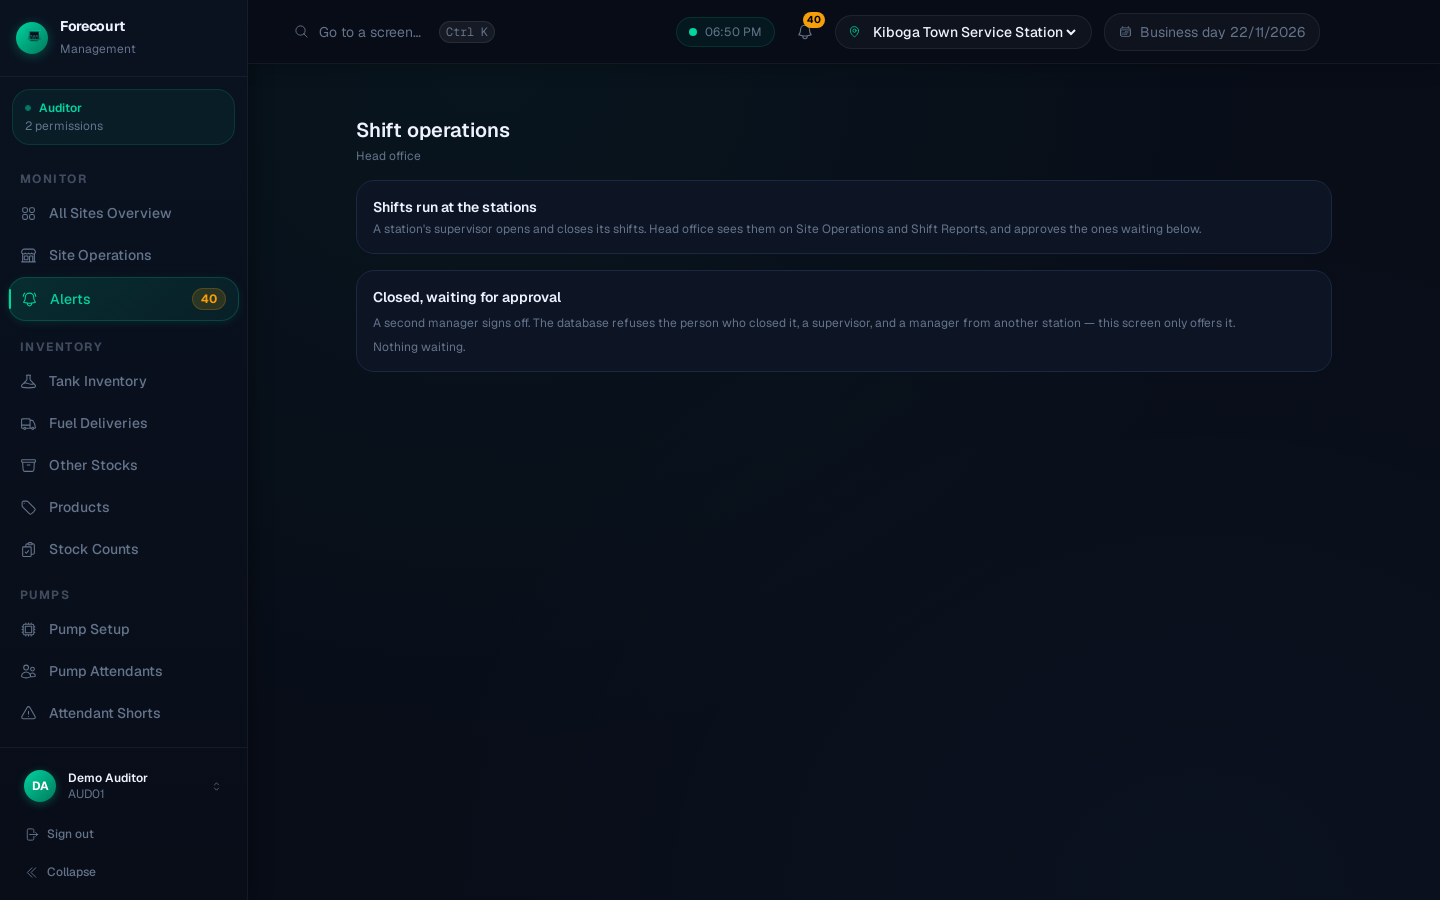 Forecourt
Management
Go to a screen...
Ctrl K
06:50 PM
40
Kiboga Town Service Station
Business day 22/11/2026
Auditor
2 permissions
MONITOR
All Sites Overview
Site Operations
Alerts
40
INVENTORY
Tank Inventory
Fuel Deliveries
Other Stocks
Products
Stock Counts
PUMPS
Pump Setup
Pump Attendants
Attendant Shorts
DA
Demo Auditor
AUD01
Sign out
Collapse
Shift operations
Head office
Shifts run at the stations
A station's supervisor opens and closes its shifts. Head office sees them on Site Operations and Shift Reports, and approves the ones waiting below.
Closed, waiting for approval
A second manager signs off. The database refuses the person who closed it, a supervisor, and a manager from another station — this screen only offers it.
Nothing waiting.